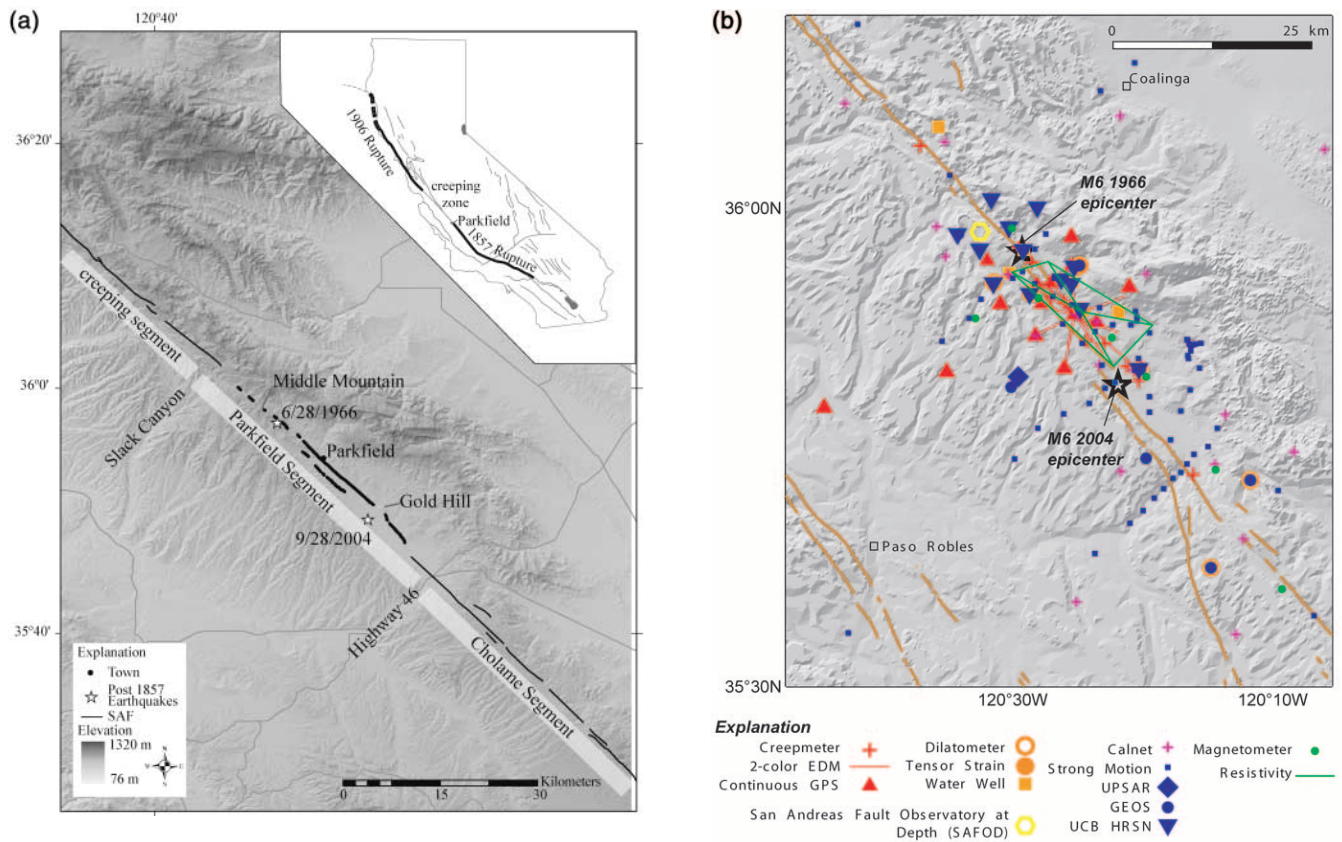 (a)
120°40'
36°20'
36°0'
35°40'
1906 Rupture
creeping
zone
Parkfield
1857 Rupture
creeping segment
Slack Canyon
Middle Mountain
6/28/1966
Parkfield
Parkfield Segment
Gold Hill
9/28/2004
Highway 46
Cholame Segment
Explanation
Town
Post 1857
Earthquakes
SAF
Elevation
1320 m
76 m
N
W
E
S
Kilometers
0
15
30
(b)
0 25 km
Coalinga
M6 1966
epicenter
36°00N
M6 2004
epicenter
Paso Robles
35°30N
120°30W
120°10W
Explanation
Creepmeter
2-color EDM
Continuous GPS
San Andreas Fault Observatory at
Depth (SAFOD)
Dilatometer
Tensor Strain
Water Well
Calnet
Strong Motion
UPSAR
GEOS
UCB HRSN
Magnetometer
Resistivity